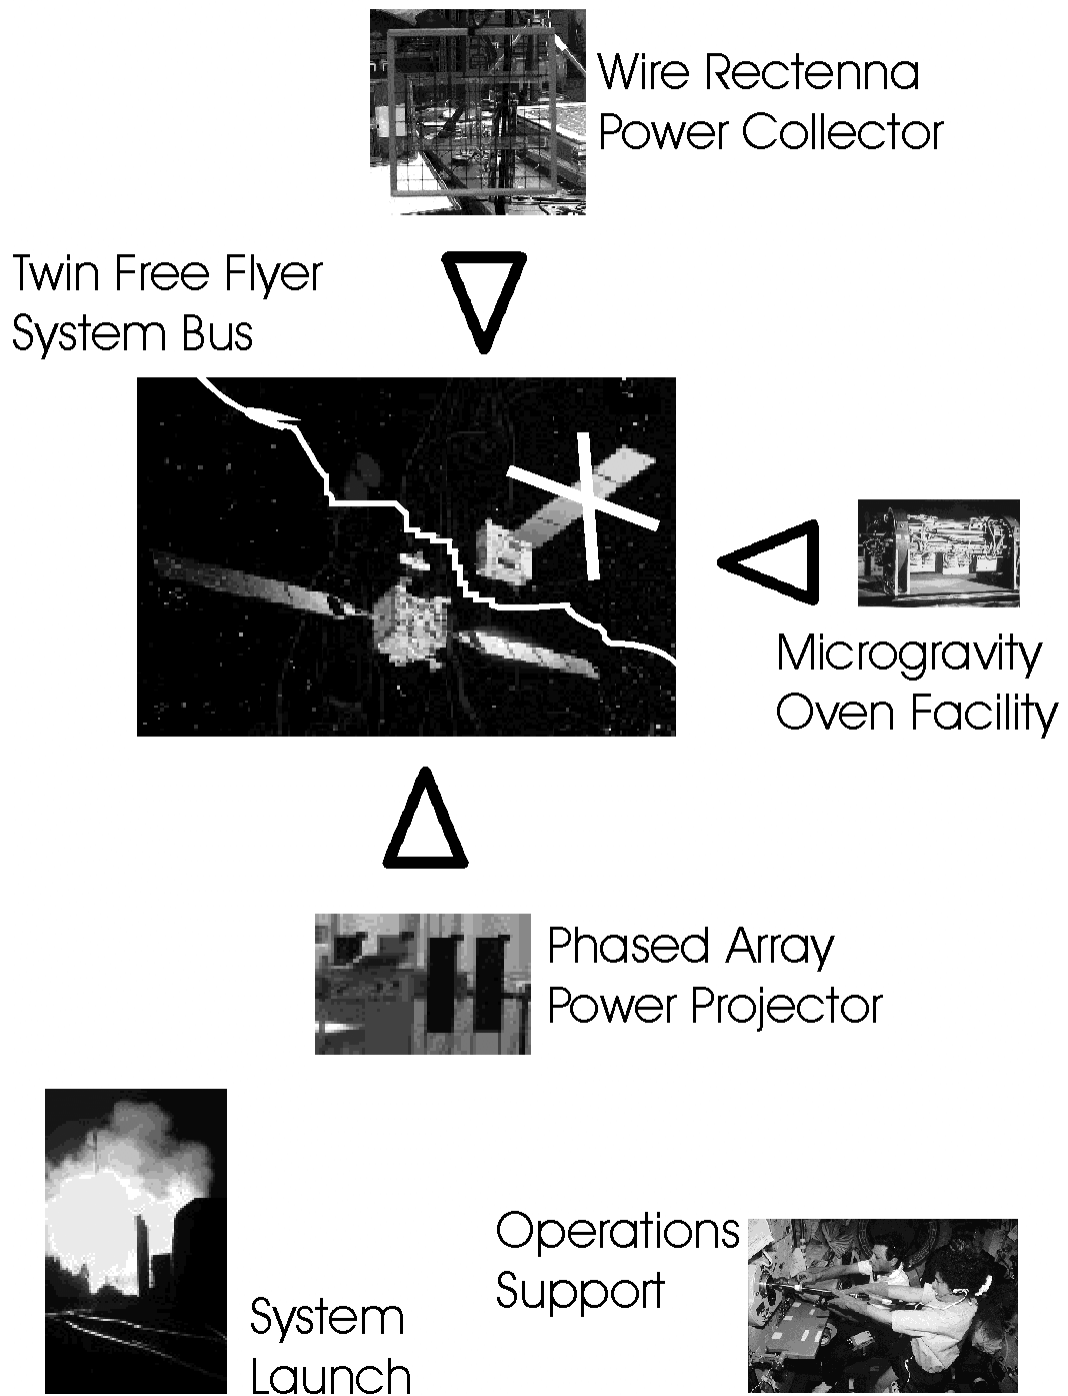 Wire Rectenna
Power Collector
Twin Free Flyer
System Bus
Microgravity
Oven Facility
Phased Array
Power Projector
Operations
Support
System
Launch